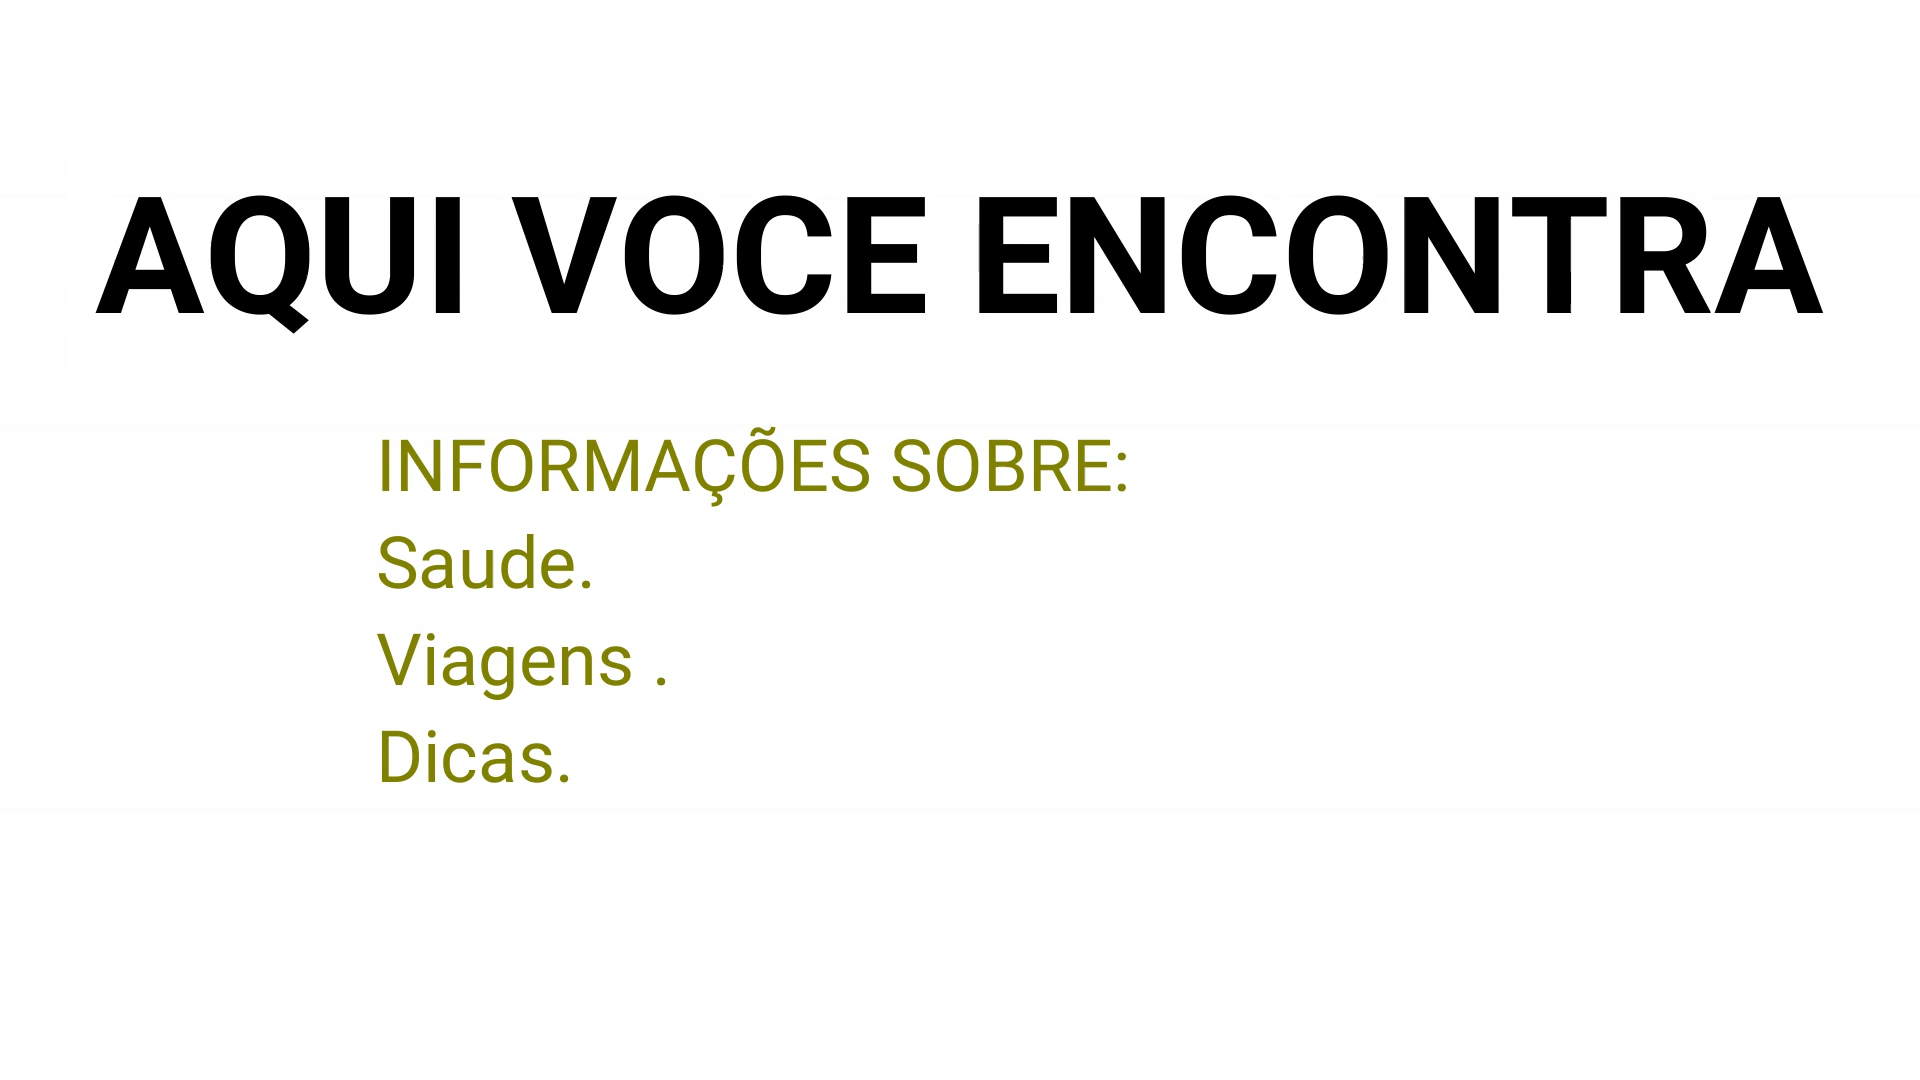 AQUI VOCE ENCONTRA
INFORMAÇÕES SOBRE:
Saude.
Viagens .
Dicas.